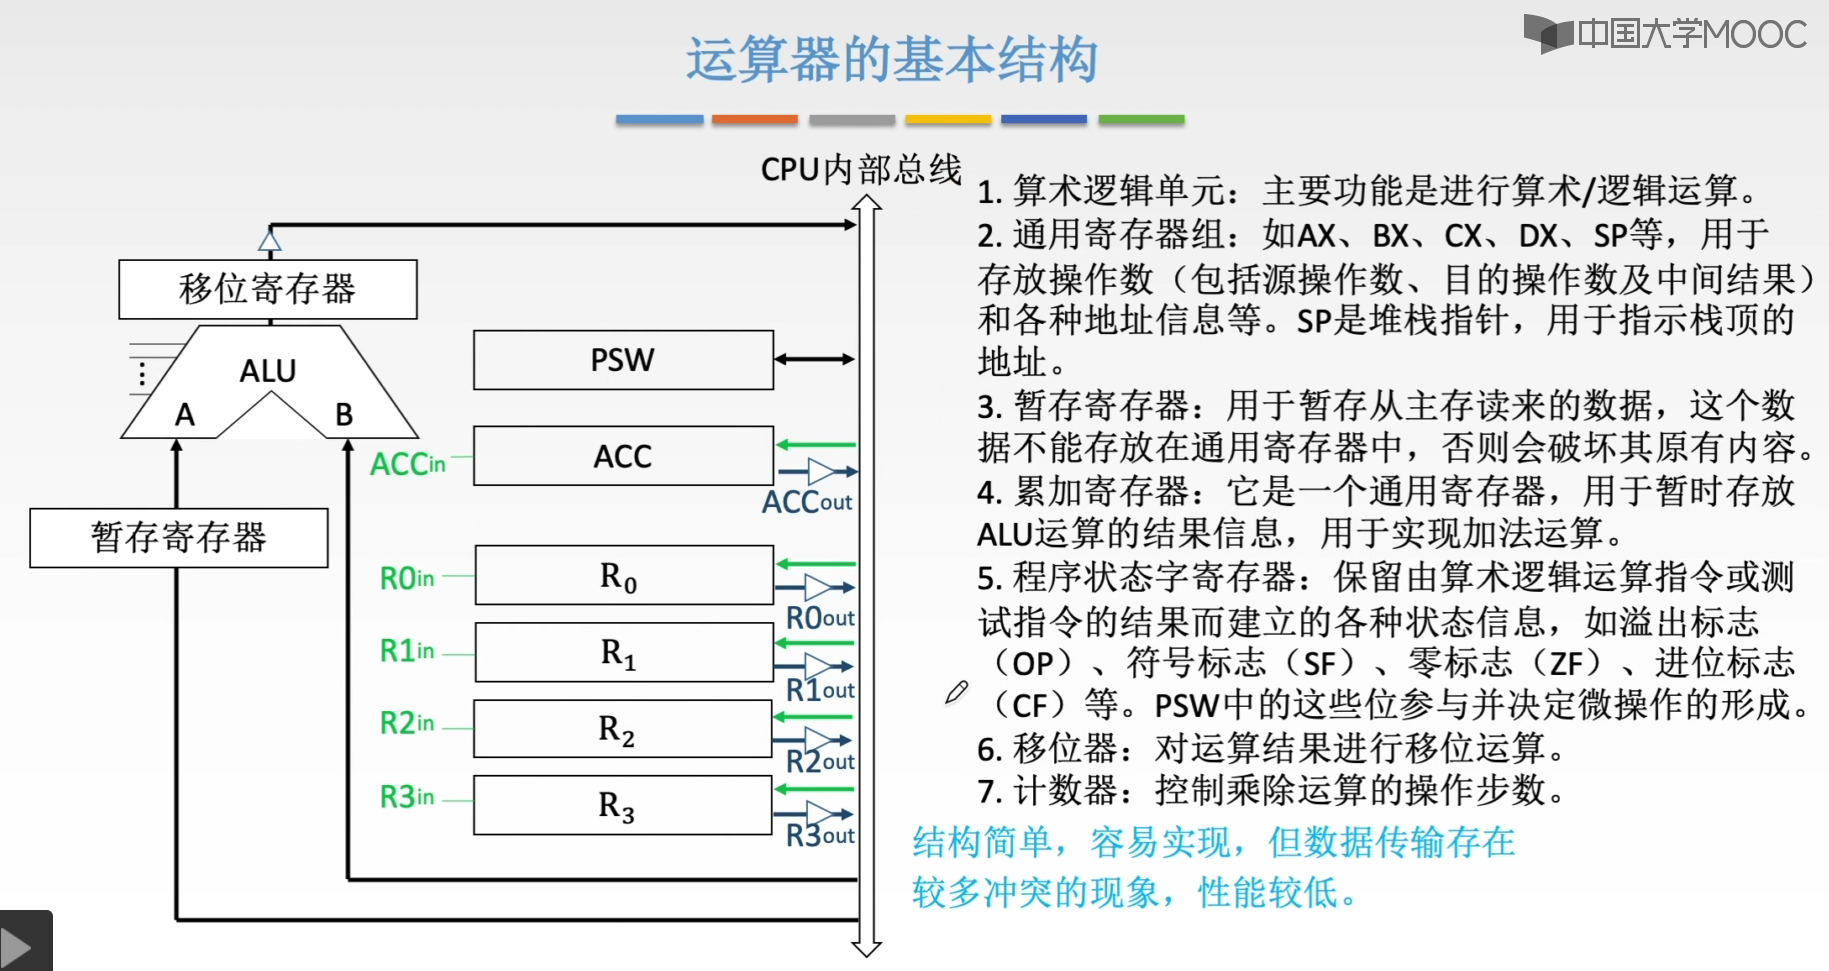 中国大学MOOC
运算器的基本结构
CPU内部总线
移位寄存器
ALU
A
B
暂存寄存器
PSW
ACC
ACCin
ACCout
R0
R0in
R0out
R1
R1in
R1out
R2
R2in
R2out
R3
R3in
R3out
1. 算术逻辑单元：主要功能是进行算术/逻辑运算。
2. 通用寄存器组：如AX、BX、CX、DX、SP等，用于
存放操作数（包括源操作数、目的操作数及中间结果）
和各种地址信息等。SP是堆栈指针，用于指示栈顶的
地址。
3. 暂存寄存器：用于暂存从主存读来的数据，这个数
据不能存放在通用寄存器中，否则会破坏其原有内容。
4. 累加寄存器：它是一个通用寄存器，用于暂时存放
ALU运算的结果信息，用于实现加法运算。
5. 程序状态字寄存器：保留由算术逻辑运算指令或测
试指令的结果而建立的各种状态信息，如溢出标志
（OP）、符号标志（SF）、零标志（ZF）、进位标志
（CF）等。PSW中的这些位参与并决定微操作的形成。
6. 移位器：对运算结果进行移位运算。
7. 计数器：控制乘除运算的操作步数。
结构简单，容易实现，但数据传输存在
较多冲突的现象，性能较低。